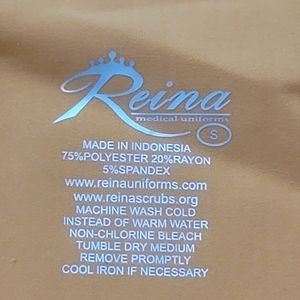 Reina
medical uniforms
S
MADE IN INDONESIA
75%POLYESTER 20%RAYON
5%SPANDEX
www.reinauniforms.com
www.reinascrubs.org
MACHINE WASH COLD
INSTEAD OF WARM WATER
NON-CHLORINE BLEACH
TUMBLE DRY MEDIUM
REMOVE PROMPTLY
COOL IRON IF NECESSARY